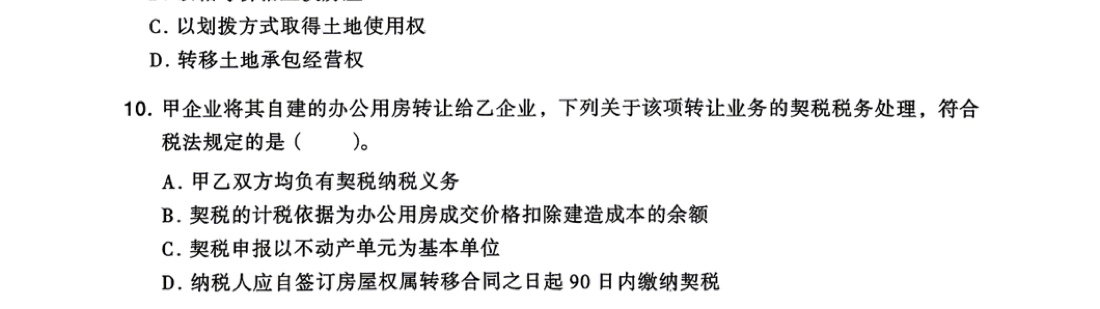 C. 以划拨方式取得土地使用权
D. 转移土地承包经营权
10. 甲企业将其自建的办公用房转让给乙企业，下列关于该项转让业务的契税税务处理，符合
税法规定的是（　　）。
A. 甲乙双方均负有契税纳税义务
B. 契税的计税依据为办公用房成交价格扣除建造成本的余额
C. 契税申报以不动产单元为基本单位
D. 纳税人应自签订房屋权属转移合同之日起 90 日内缴纳契税